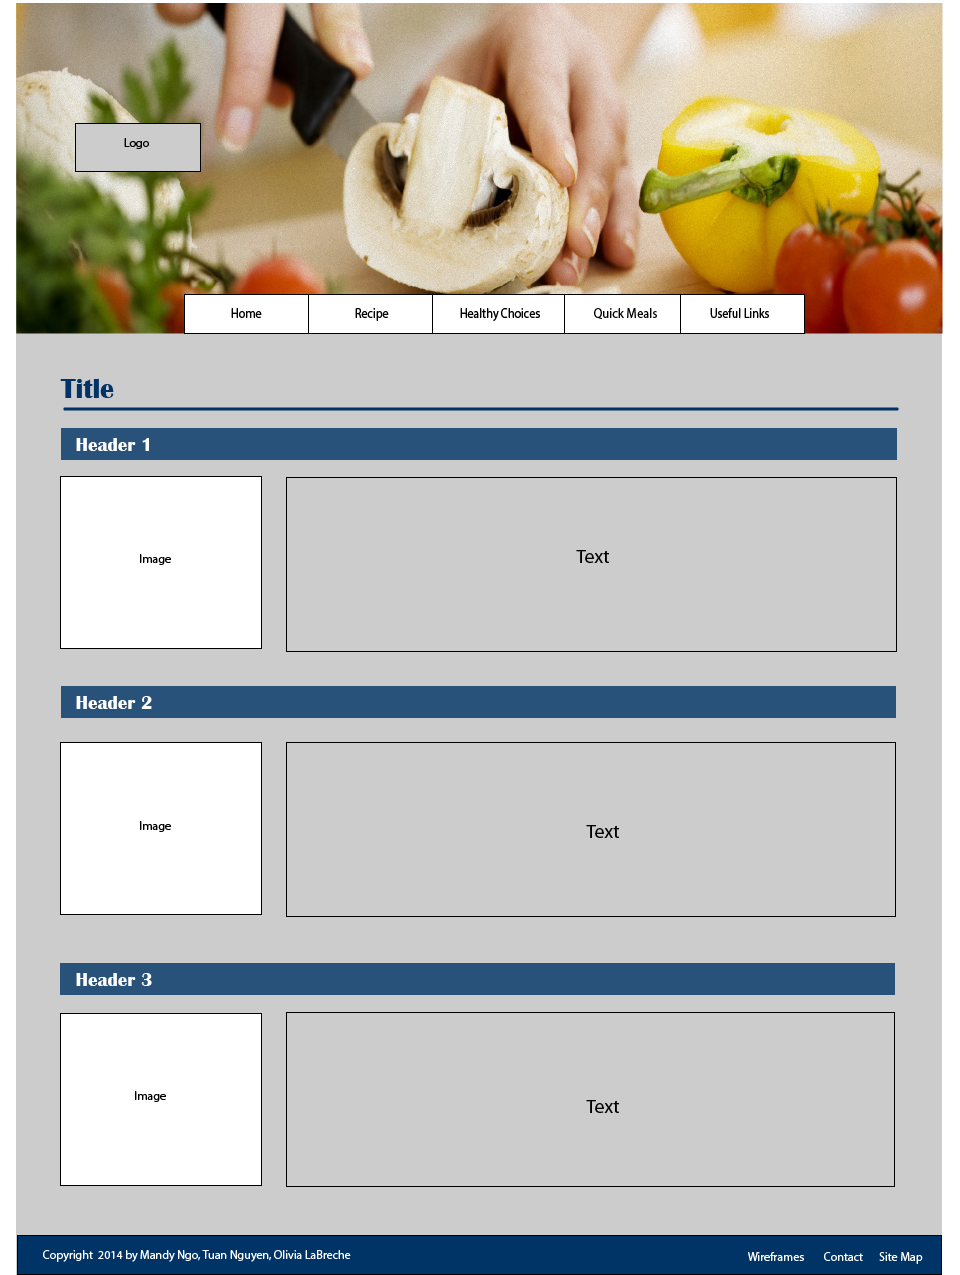 Logo
Home Recipe Healthy Choices Quick Meals Useful Links
Title
Header 1
Image
Text
Header 2
Image
Text
Header 3
Image
Text
Copyright 2014 by Mandy Ngo, Tuan Nguyen, Olivia LaBreche Wireframes Contact Site Map